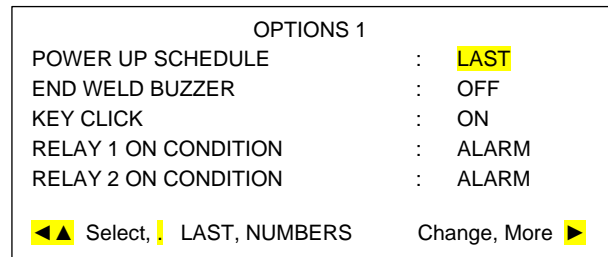 OPTIONS 1
POWER UP SCHEDULE : LAST
END WELD BUZZER : OFF
KEY CLICK : ON
RELAY 1 ON CONDITION : ALARM
RELAY 2 ON CONDITION : ALARM
◄▲ Select, . LAST, NUMBERS Change, More ►